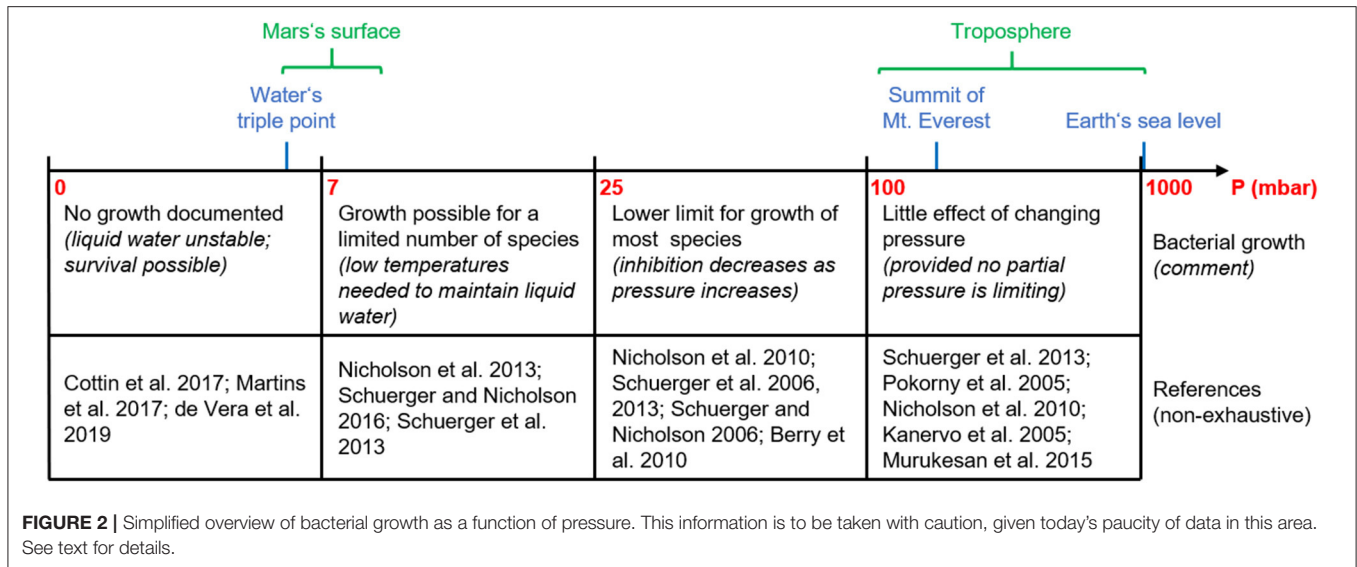 Mars's surface
Troposphere
Water's
triple point
Summit of
Mt. Everest
Earth's sea level
0
7
25
100
1000
P (mbar)
No growth documented
(liquid water unstable;
survival possible)
Growth possible for a
limited number of species
(low temperatures
needed to maintain liquid
water)
Lower limit for growth of
most species
(inhibition decreases as
pressure increases)
Little effect of changing
pressure
(provided no partial
pressure is limiting)
Bacterial growth
(comment)
Cottin et al. 2017; Martins
et al. 2017; de Vera et al.
2019
Nicholson et al. 2013;
Schuerger and Nicholson
2016; Schuerger et al.
2013
Nicholson et al. 2010;
Schuerger et al. 2006,
2013; Schuerger and
Nicholson 2006; Berry et
al. 2010
Schuerger et al. 2013;
Pokorny et al. 2005;
Nicholson et al. 2010;
Kanervo et al. 2005;
Murukesan et al. 2015
References
(non-exhaustive)
FIGURE 2 | Simplified overview of bacterial growth as a function of pressure. This information is to be taken with caution, given today's paucity of data in this area.
See text for details.